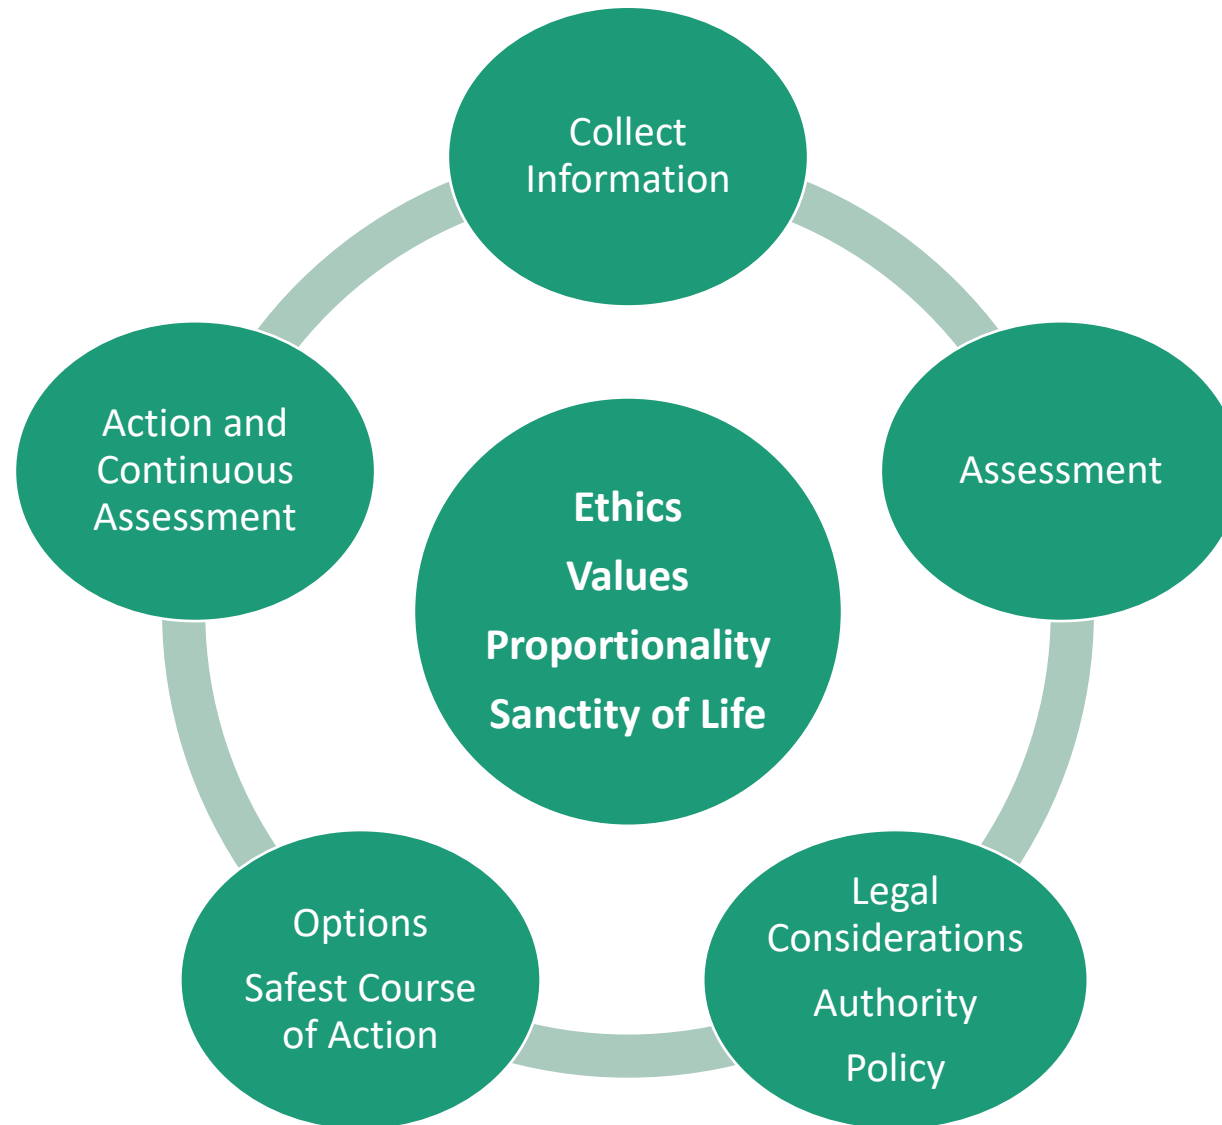 Collect
Information
Assessment
Legal
Considerations
Authority
Policy
Options
Safest Course
of Action
Action and
Continuous
Assessment
Ethics
Values
Proportionality
Sanctity of Life